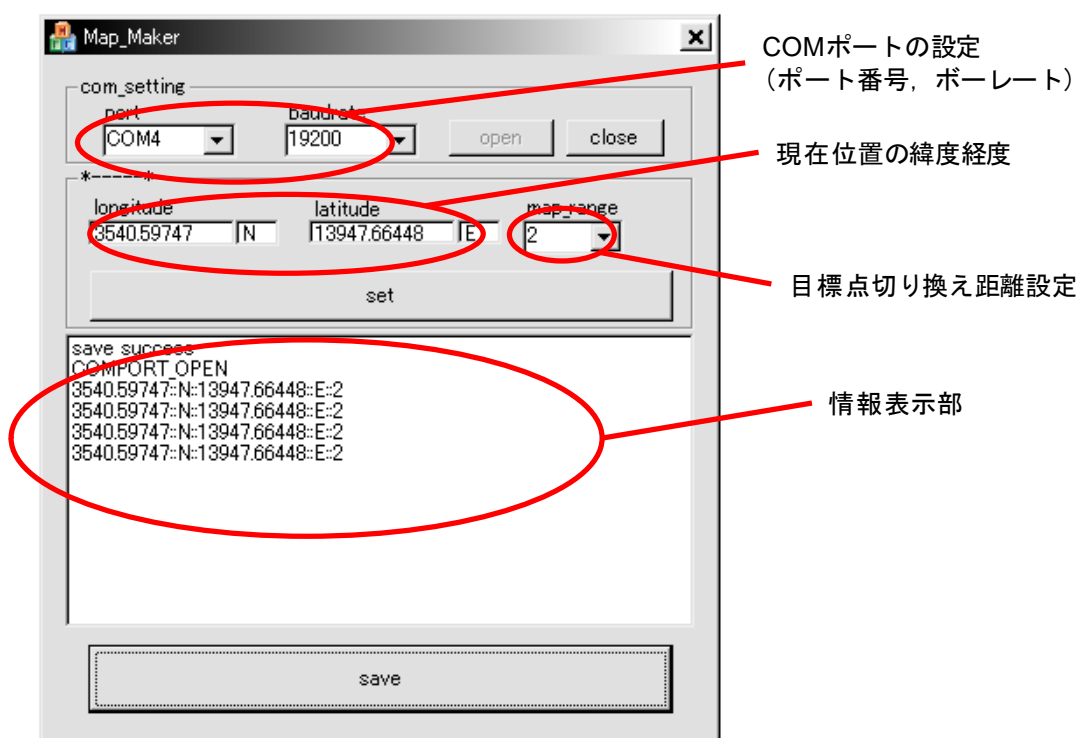 Map_Maker
COMポートの設定
（ポート番号，ボーレート）
com_setting
port baudrate
COM4 19200 open close
現在位置の緯度経度
*-----*
longitude latitude map_range
3540.59747 N 13947.66448 E 2
目標点切り換え距離設定
set
save success
COMPORT_OPEN
3540.59747::N::13947.66448::E::2
3540.59747::N::13947.66448::E::2
情報表示部
3540.59747::N::13947.66448::E::2
3540.59747::N::13947.66448::E::2
save